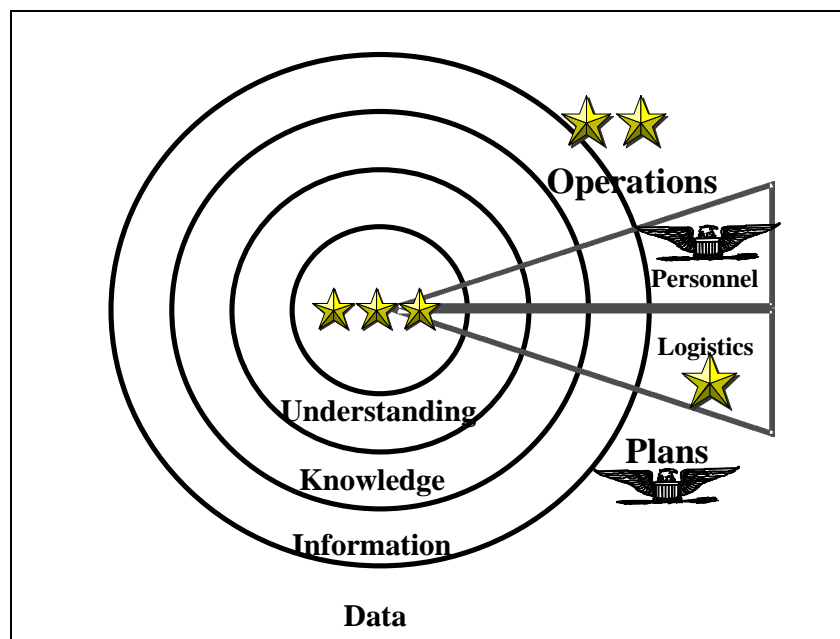 Operations
Personnel
Logistics
Understanding
Plans
Knowledge
Information
Data